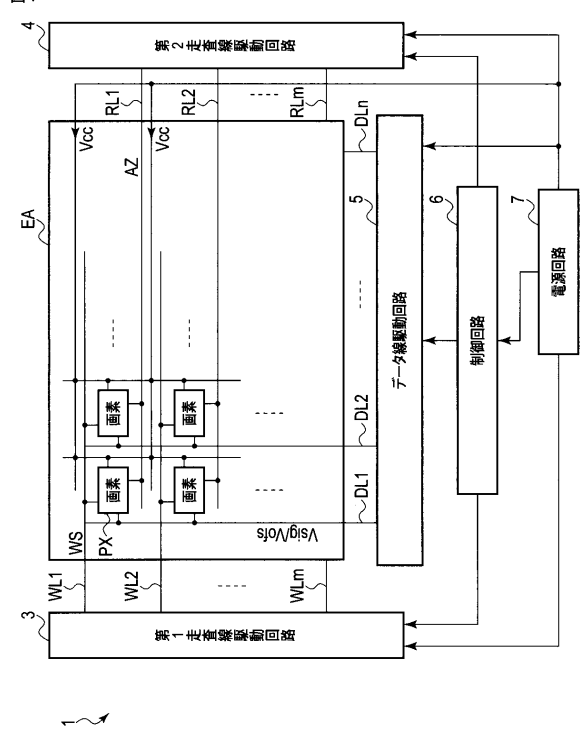 1
3
第1走査線駆動回路
WL1
WL2
WLm
EA
WS
PX
画素
画素
画素
画素
Vsig/Vofs
AZ
Vcc
Vcc
RL1
RL2
RLm
4
第2走査線駆動回路
DL1
DL2
DLn
5
データ線駆動回路
6
制御回路
7
電源回路